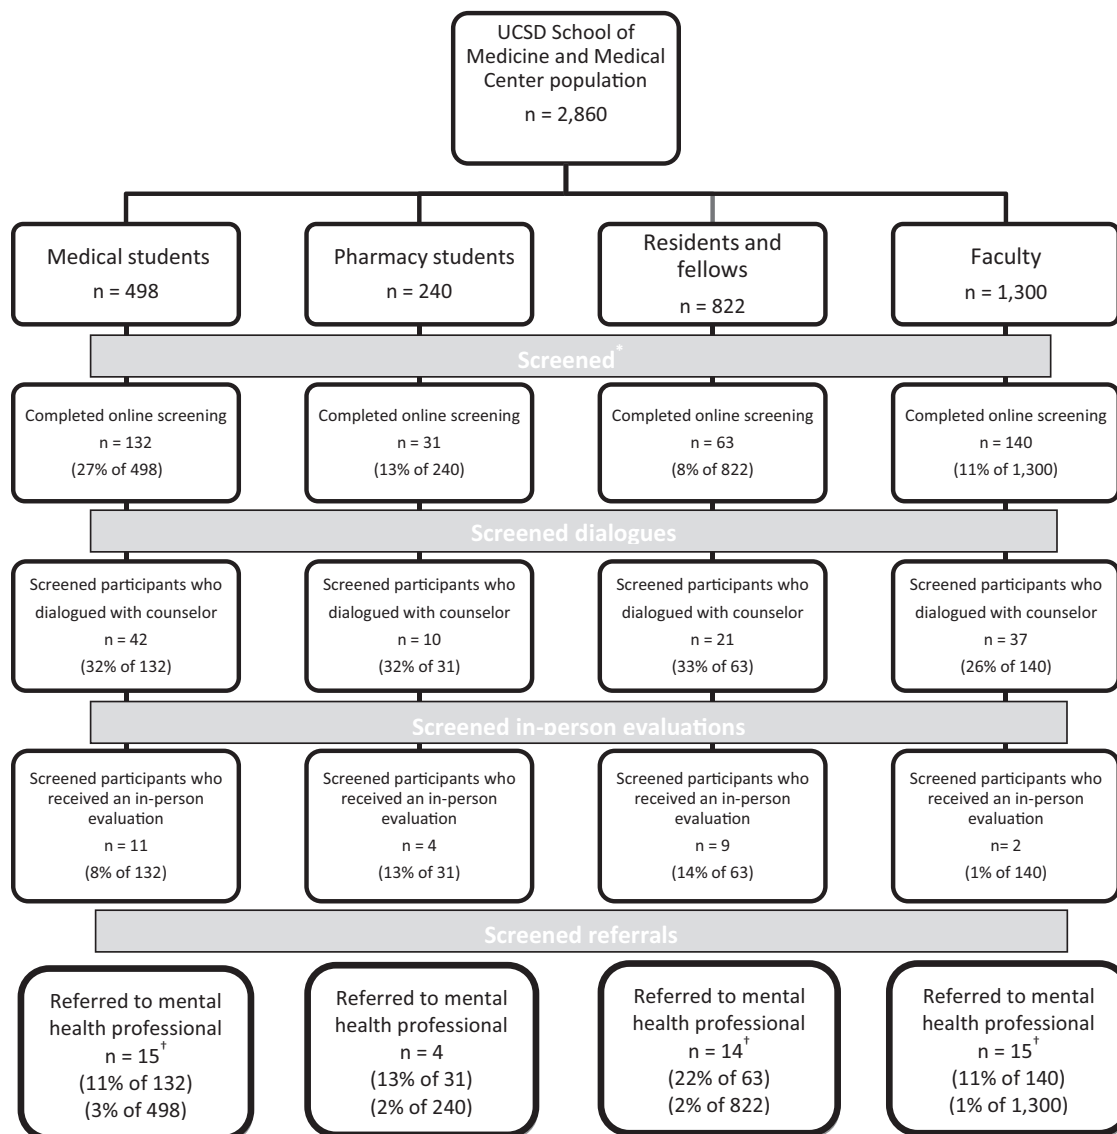 UCSD School of
Medicine and Medical
Center population
n = 2,860
Medical students
n = 498
Pharmacy students
n = 240
Residents and
fellows
n = 822
Faculty
n = 1,300
Screened*
Completed online screening
n = 132
(27% of 498)
Completed online screening
n = 31
(13% of 240)
Completed online screening
n = 63
(8% of 822)
Completed online screening
n = 140
(11% of 1,300)
Screened dialogues
Screened participants who
dialogued with counselor
n = 42
(32% of 132)
Screened participants who
dialogued with counselor
n = 10
(32% of 31)
Screened participants who
dialogued with counselor
n = 21
(33% of 63)
Screened participants who
dialogued with counselor
n = 37
(26% of 140)
Screened in-person evaluations
Screened participants who
received an in-person
evaluation
n = 11
(8% of 132)
Screened participants who
received an in-person
evaluation
n = 4
(13% of 31)
Screened participants who
received an in-person
evaluation
n = 9
(14% of 63)
Screened participants who
received an in-person
evaluation
n= 2
(1% of 140)
Screened referrals
Referred to mental
health professional
n = 15†
(11% of 132)
(3% of 498)
Referred to mental
health professional
n = 4
(13% of 31)
(2% of 240)
Referred to mental
health professional
n = 14†
(22% of 63)
(2% of 822)
Referred to mental
health professional
n = 15†
(11% of 140)
(1% of 1,300)